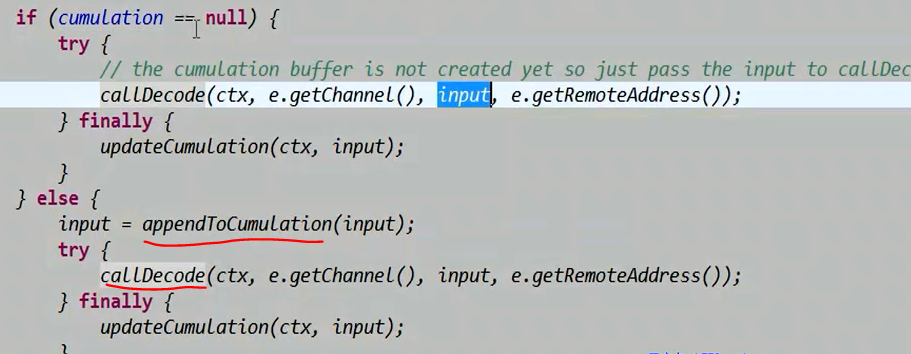 if (cumulation == null) {
try {
// the cumulation buffer is not created yet so just pass the input to callDec
callDecode(ctx, e.getChannel(), input, e.getRemoteAddress());
} finally {
updateCumulation(ctx, input);
}
} else {
input = appendToCumulation(input);
try {
callDecode(ctx, e.getChannel(), input, e.getRemoteAddress());
} finally {
updateCumulation(ctx, input);
}